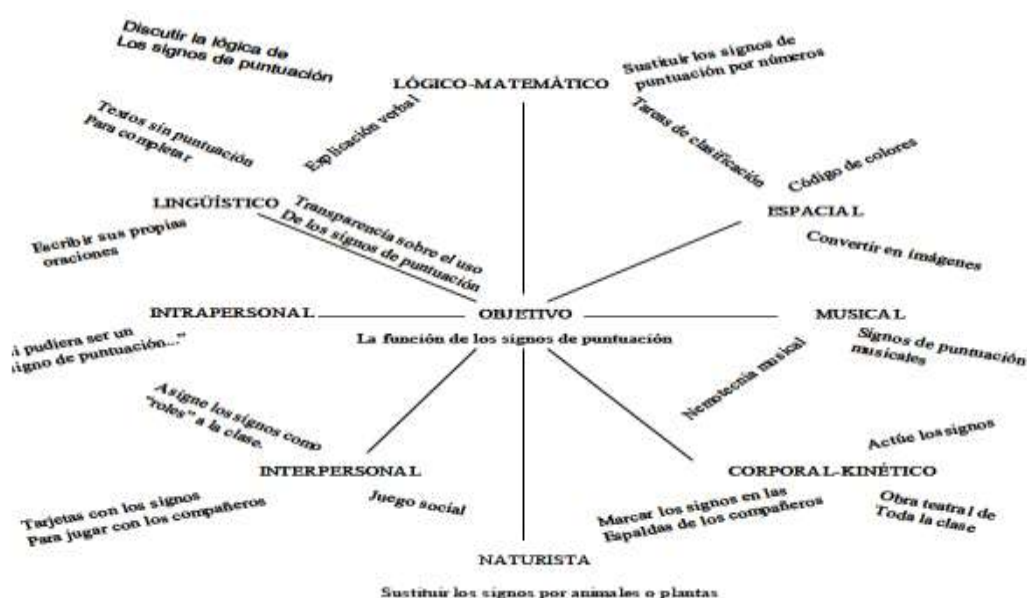 Discutir la lógica de
Los signos de puntuación
LÓGICO-MATEMÀTICO
Sustituir los signos de
puntuación por números
Textos sin puntuación
Para completar
Explicación verbal
Tareas de clasificación
Código de colores
LINGÜÍSTICO
Transparencia sobre el uso
De los signos de puntuación
ESPACIAL
Escribir sus propias
oraciones
Convertir en imágenes
INTRAPERSONAL
OBJETIVO
MUSICAL
La función de los signos de puntuación
i pudiera ser un
igno de puntuación..."
Signos de puntuación
musicales
Nemotecnia musical
Asigne los signos como
"roles" a la clase.
Actúe los signos
INTERPERSONAL
CORPORAL-KINÉTICO
Tarjetas con los signos
Para jugar con los compañeros
Juego social
Marcar los signos en las
Espaldas de los compañeros
Obra teatral de
Toda la clase
NATURISTA
Sustituir los signos por animales o plantas